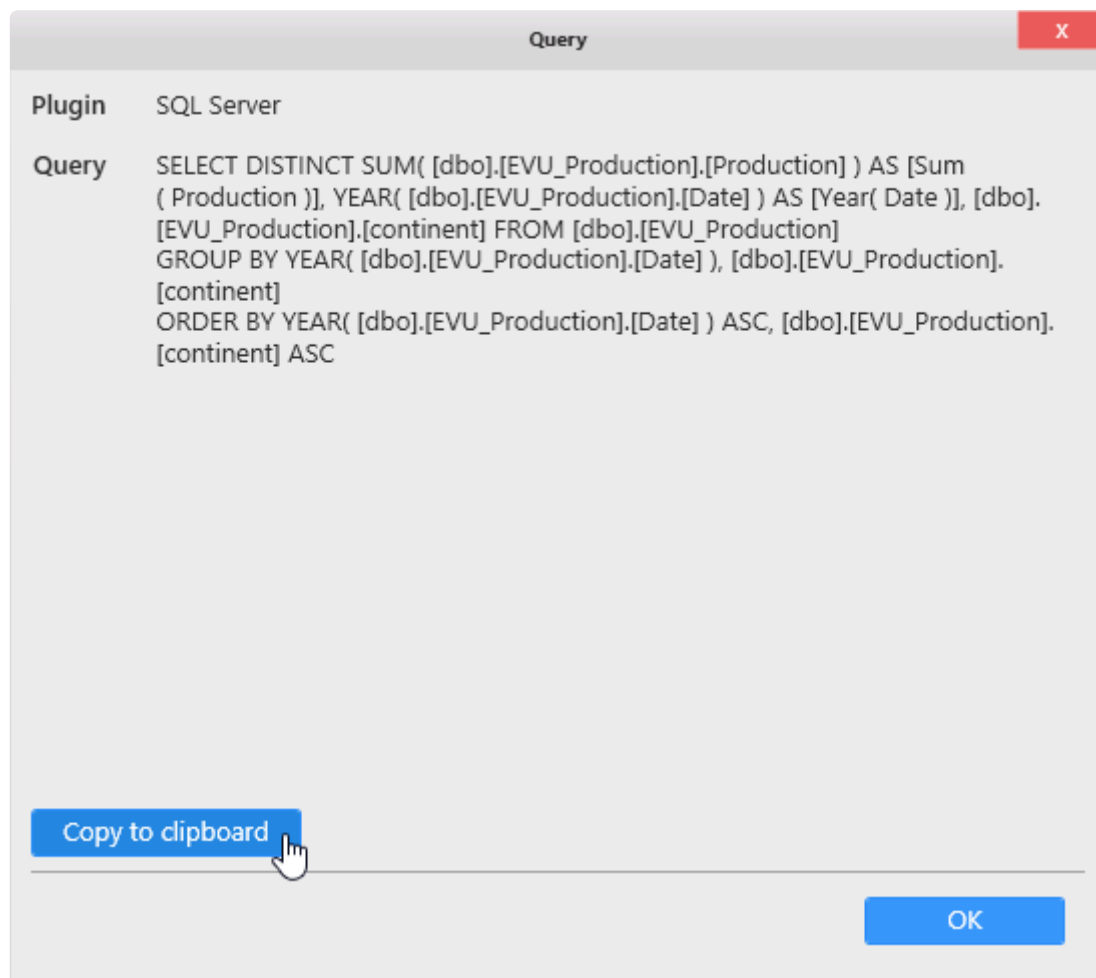 Query
X
Plugin SQL Server
Query SELECT DISTINCT SUM( [dbo].[EVU_Production].[Production] ) AS [Sum
( Production )], YEAR( [dbo].[EVU_Production].[Date] ) AS [Year( Date )], [dbo].
[EVU_Production].[continent] FROM [dbo].[EVU_Production]
GROUP BY YEAR( [dbo].[EVU_Production].[Date] ), [dbo].[EVU_Production].
[continent]
ORDER BY YEAR( [dbo].[EVU_Production].[Date] ) ASC, [dbo].[EVU_Production].
[continent] ASC
Copy to clipboard
OK